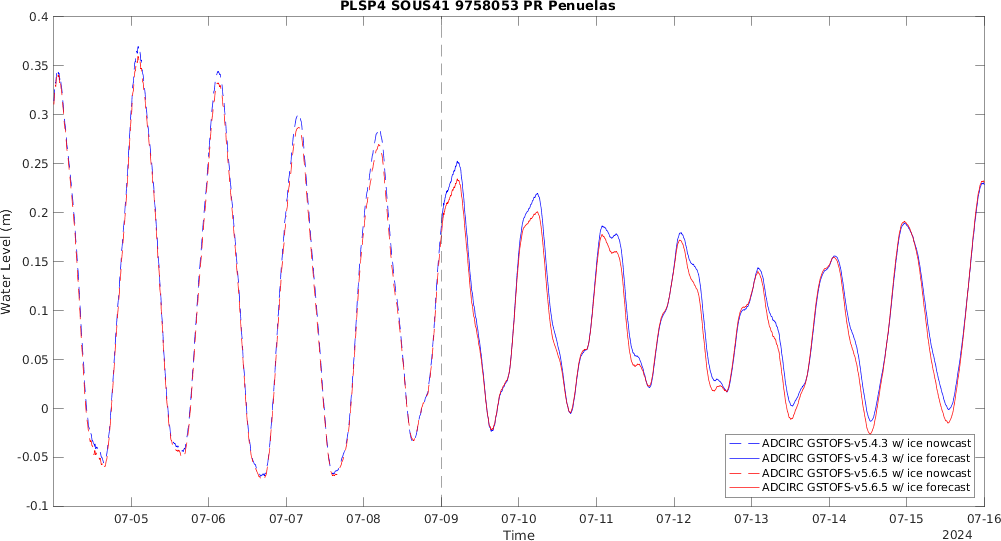 PLSP4 SOUS41 9758053 PR Penuelas
0.4
0.35
0.3
0.25
0.2
0.15
0.1
0.05
0
-0.05
-0.1
Water Level (m)
07-05 07-06 07-07 07-08 07-09 07-10 07-11 07-12 07-13 07-14 07-15 07-16
Time
2024
ADCIRC GSTOFS-v5.4.3 w/ ice nowcast
ADCIRC GSTOFS-v5.4.3 w/ ice forecast
ADCIRC GSTOFS-v5.6.5 w/ ice nowcast
ADCIRC GSTOFS-v5.6.5 w/ ice forecast